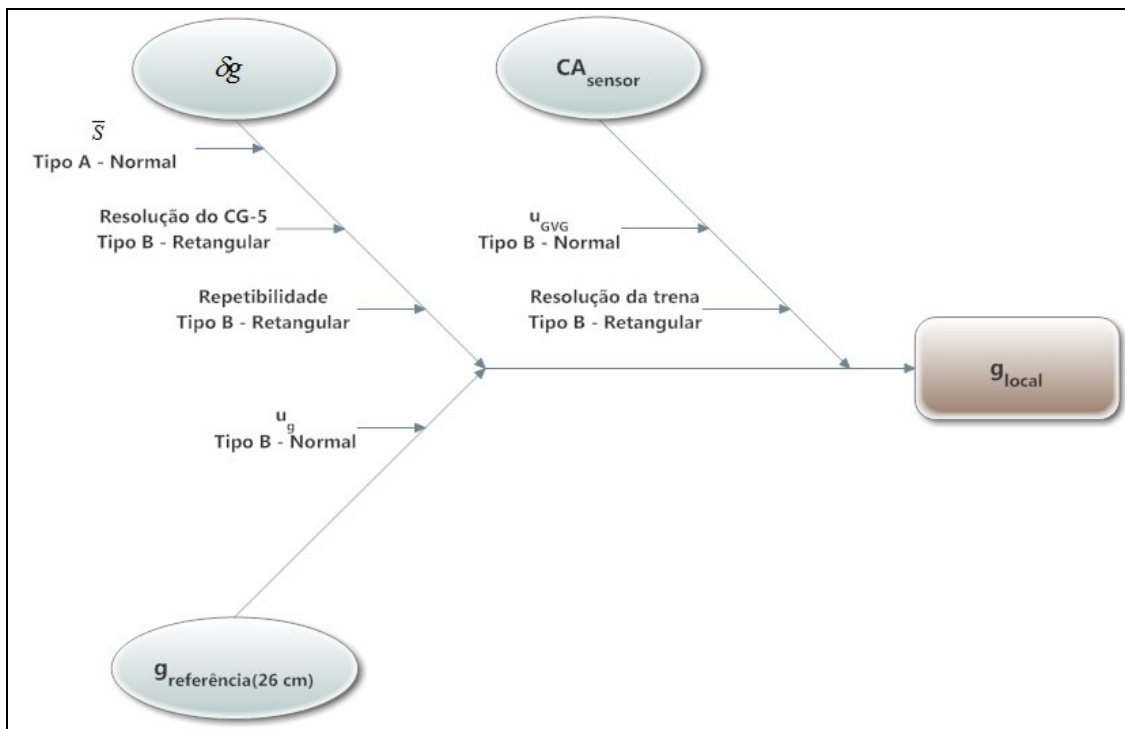 δg
CA sensor
S̅
Tipo A - Normal
Resolução do CG-5
Tipo B - Retangular
u GVG
Tipo B - Normal
Repetibilidade
Tipo B - Retangular
Resolução da trena
Tipo B - Retangular
g local
u g
Tipo B - Normal
g referência(26 cm)